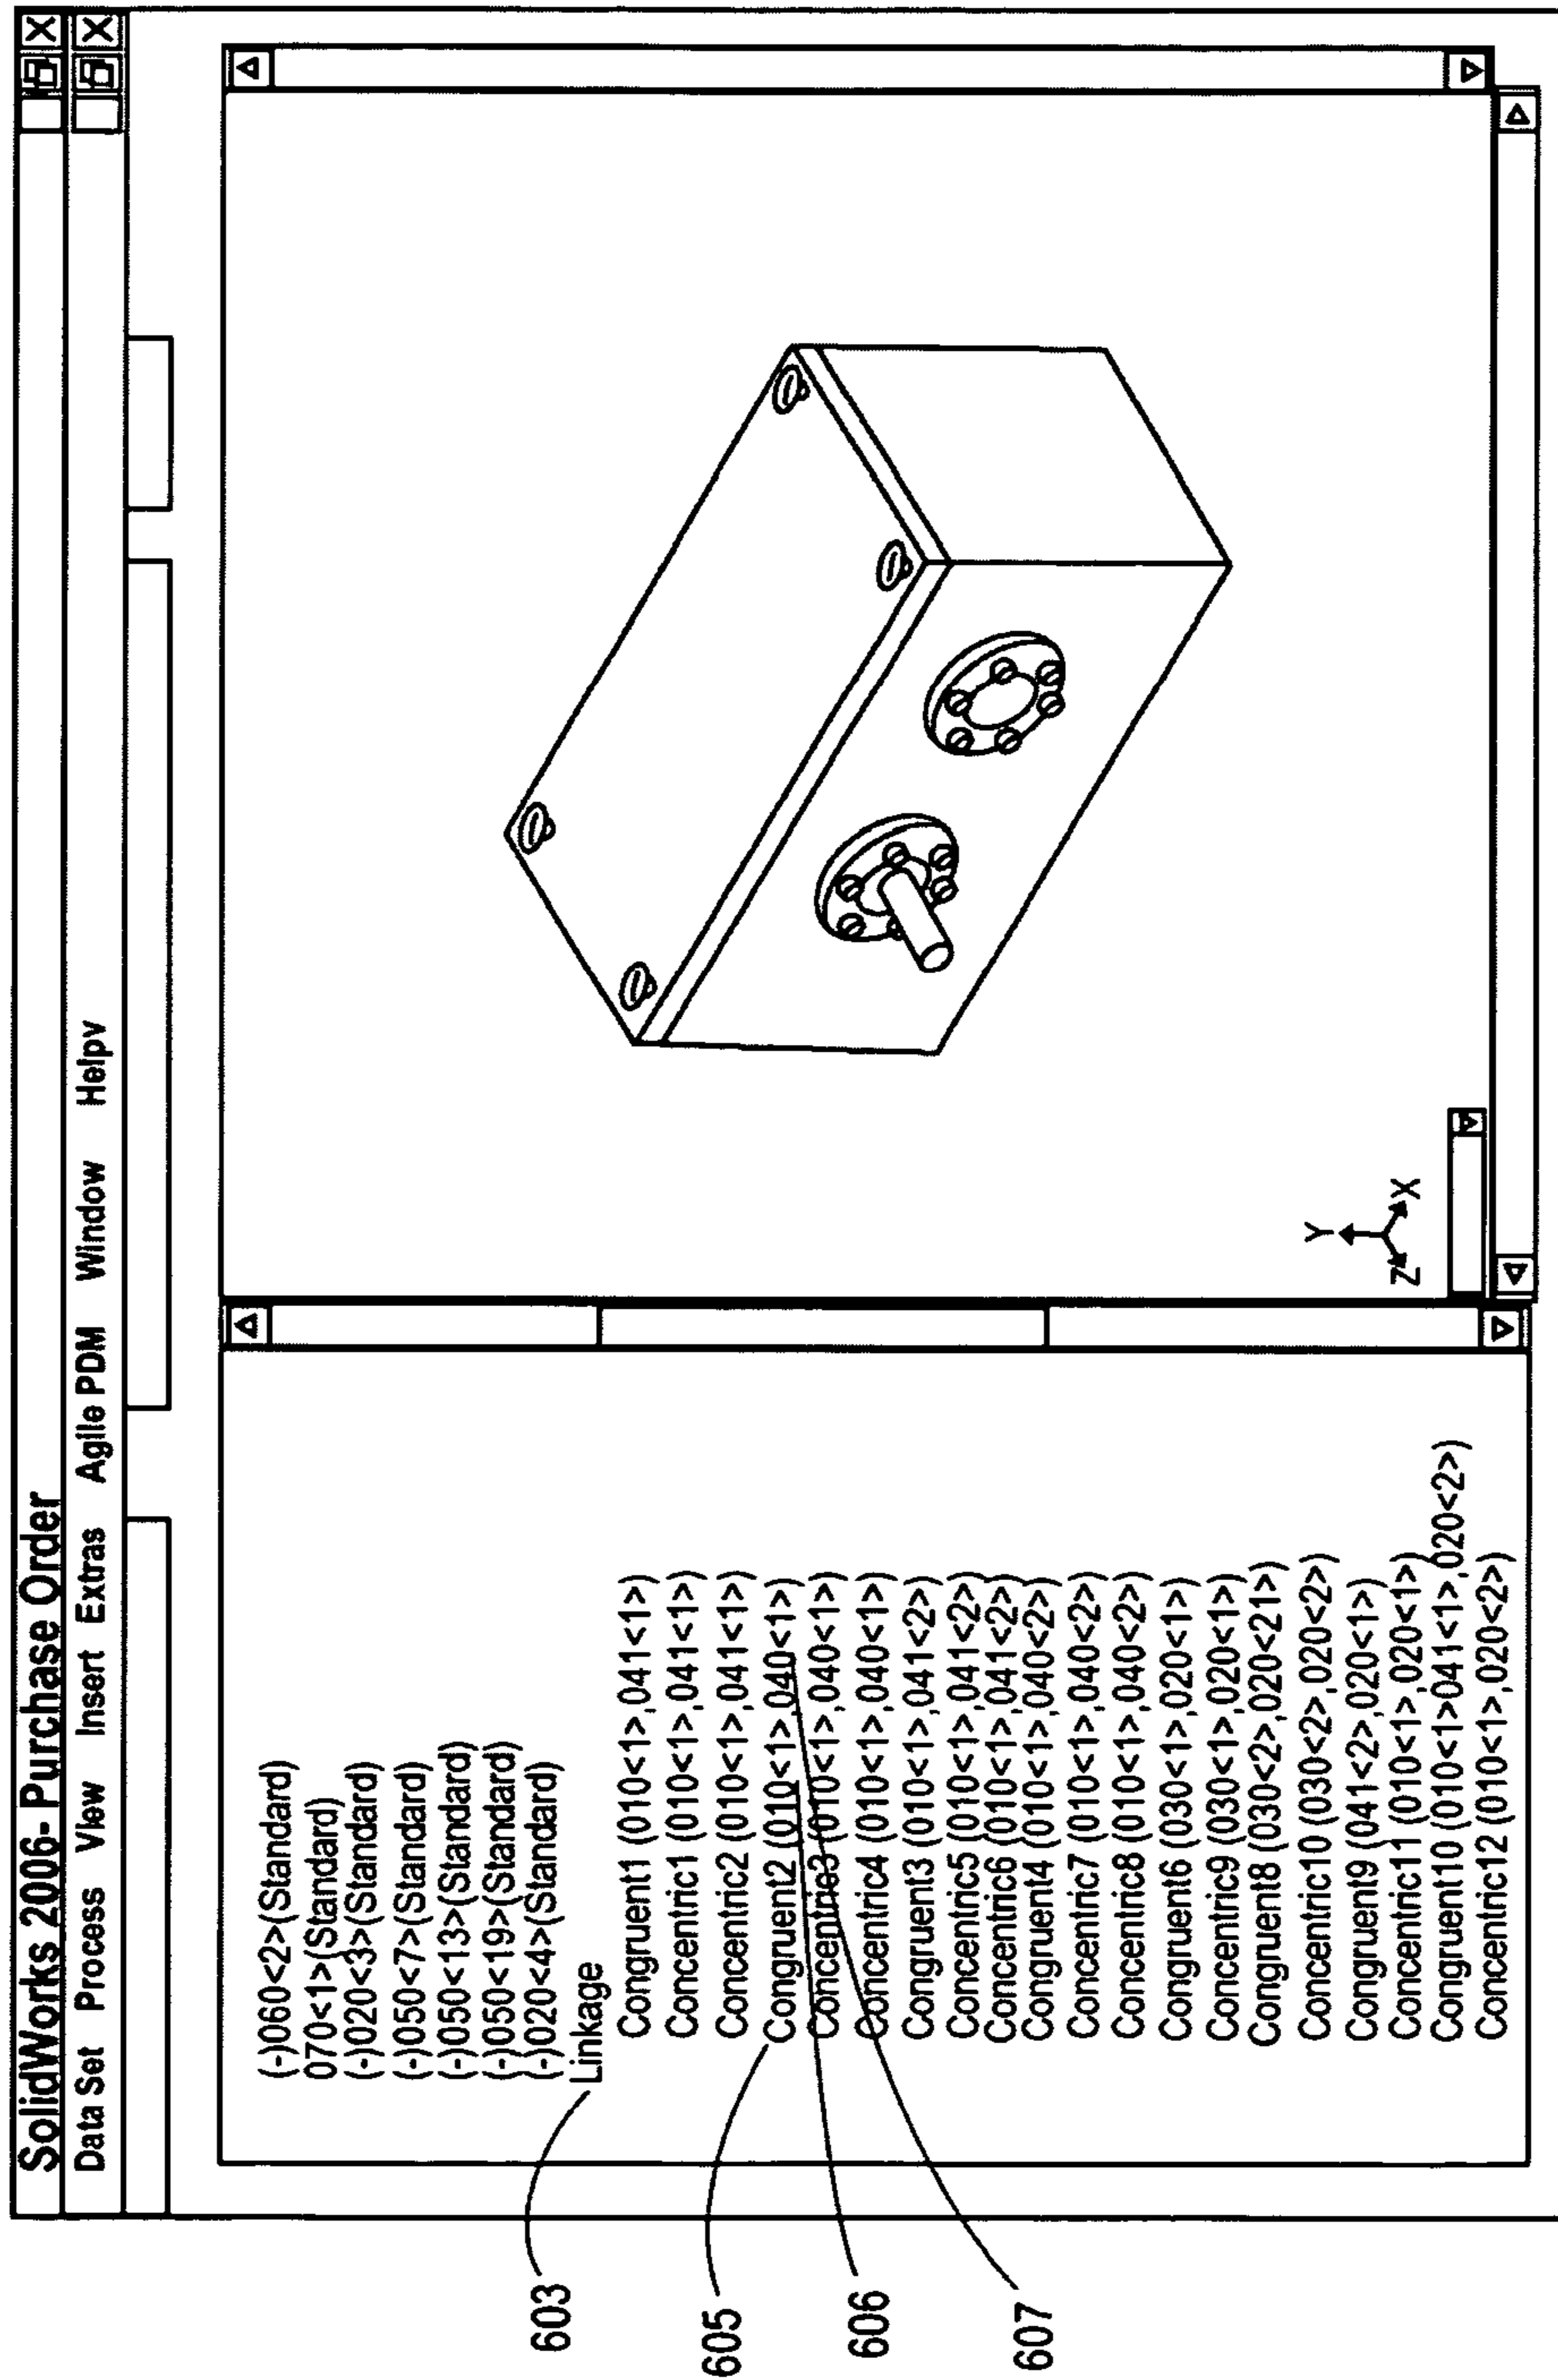 SolidWorks 2006- Purchase Order
Data Set Process View Insert Extras Agile PDM Window Helpv
(-)060<2>(Standard)
070<1>(Standard)
(-)020<3>(Standard)
(-)050<7>(Standard)
(-)050<13>(Standard)
(-)050<19>(Standard)
(-)020<4>(Standard)
Linkage
Congruent1 (010<1>,041<1>)
Concentric1 (010<1>,041<1>)
Concentric2 (010<1>,041<1>)
Congruent2 (010<1>,040<1>)
Concentric3 (010<1>,040<1>)
Concentric4 (010<1>,040<1>)
Congruent3 (010<1>,041<2>)
Concentric5 (010<1>,041<2>)
Concentric6 (010<1>,041<2>)
Congruent4 (010<1>,040<2>)
Concentric7 (010<1>,040<2>)
Concentric8 (010<1>,040<2>)
Congruent6 (030<1>,020<1>)
Concentric9 (030<1>,020<1>)
Congruent8 (030<2>,020<21>)
Concentric10 (030<2>,020<2>)
Congruent9 (041<2>,020<1>)
Concentric11 (010<1>,020<1>)
Congruent10 (010<1>041<1>,020<2>)
Concentric12 (010<1>,020<2>)
603
605
606
607
Y
Z X